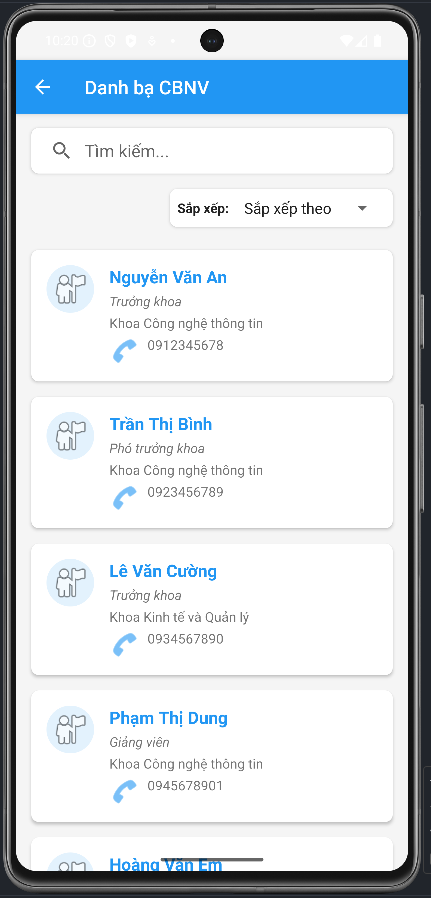 10:29
Danh bạ CBNV
Tìm kiếm...
Sắp xếp: Sắp xếp theo
Nguyễn Văn An
Trưởng khoa
Khoa Công nghệ thông tin
0912345678
Trần Thị Bình
Phó trưởng khoa
Khoa Công nghệ thông tin
0923456789
Lê Văn Cường
Trưởng khoa
Khoa Kinh tế và Quản lý
0934567890
Phạm Thị Dung
Giảng viên
Khoa Công nghệ thông tin
0945678901
Hoàng Văn Em